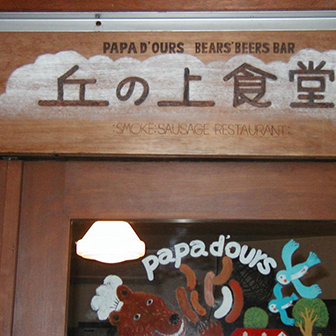 PAPA D'OURS BEARS' BEERS BAR
丘の上食堂
SMOKE: SAUSAGE RESTAURANT:
papa d'ours